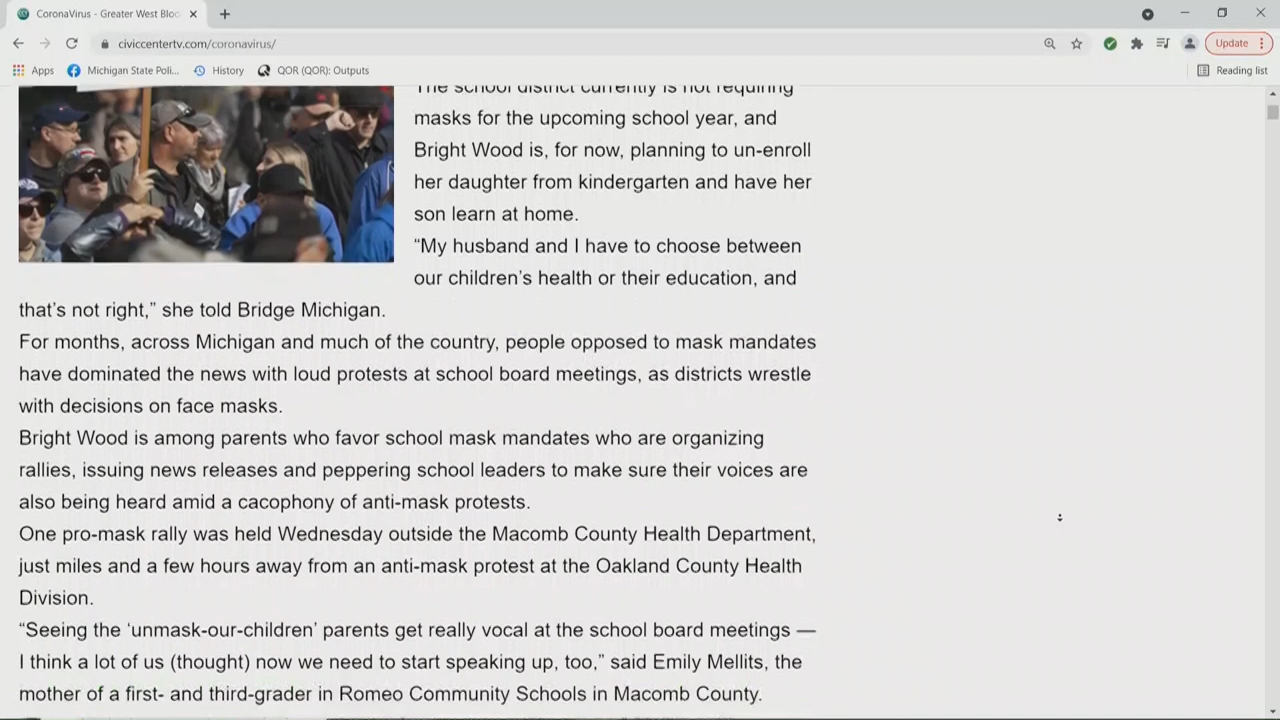 CoronaVirus - Greater West Bloo
civiccentertv.com/coronavirus/
Update
Apps
Michigan State Poli...
History
QOR (QOR): Outputs
Reading list
The school district currently is not requiring
masks for the upcoming school year, and
Bright Wood is, for now, planning to un-enroll
her daughter from kindergarten and have her
son learn at home.
“My husband and I have to choose between
our children’s health or their education, and
that’s not right,” she told Bridge Michigan.
For months, across Michigan and much of the country, people opposed to mask mandates
have dominated the news with loud protests at school board meetings, as districts wrestle
with decisions on face masks.
Bright Wood is among parents who favor school mask mandates who are organizing
rallies, issuing news releases and peppering school leaders to make sure their voices are
also being heard amid a cacophony of anti-mask protests.
One pro-mask rally was held Wednesday outside the Macomb County Health Department,
just miles and a few hours away from an anti-mask protest at the Oakland County Health
Division.
“Seeing the ‘unmask-our-children’ parents get really vocal at the school board meetings —
I think a lot of us (thought) now we need to start speaking up, too,” said Emily Mellits, the
mother of a first- and third-grader in Romeo Community Schools in Macomb County.